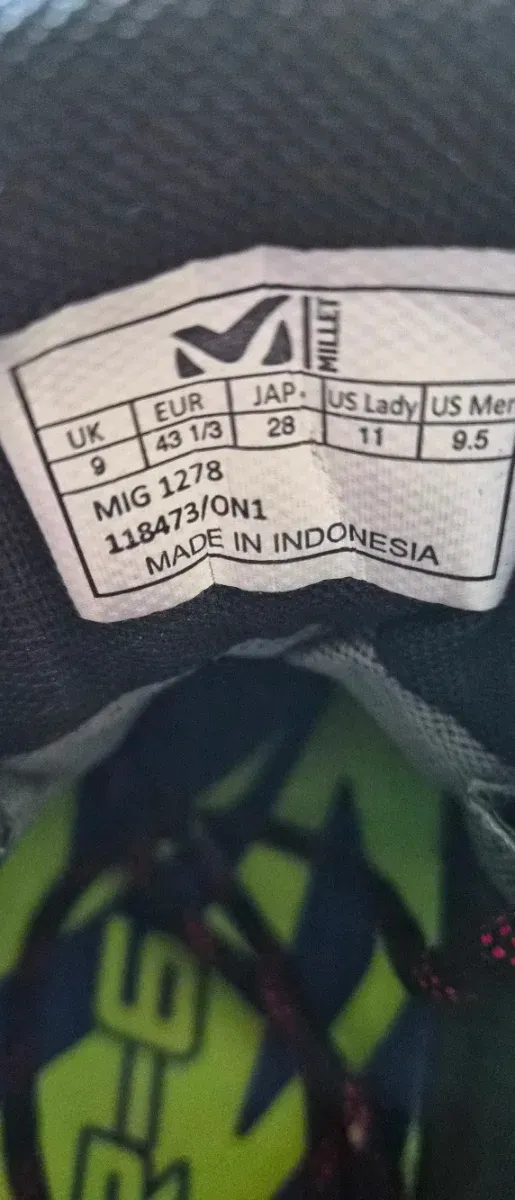 MILLET
UK EUR JAP. US Lady US Men
9 43 1/3 28 11 9.5
MIG 1278
118473/ON1
MADE IN INDONESIA